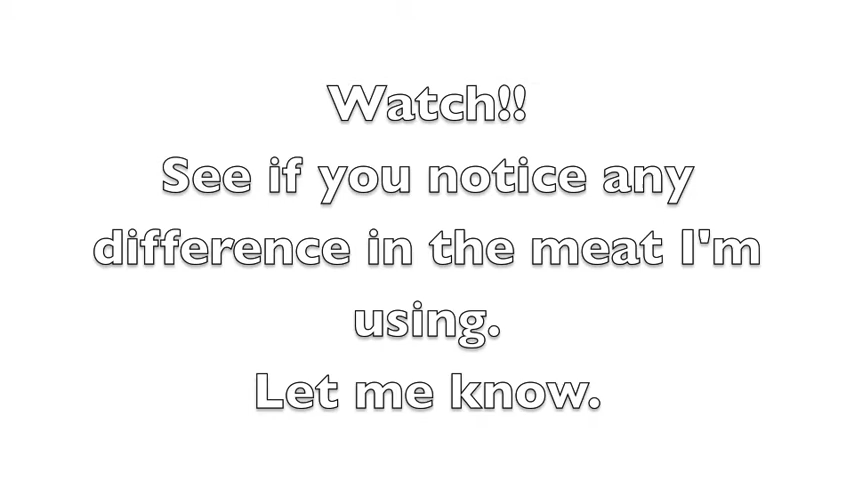 Watch!!
See if you notice any
difference in the meat I'm
using.
Let me know.